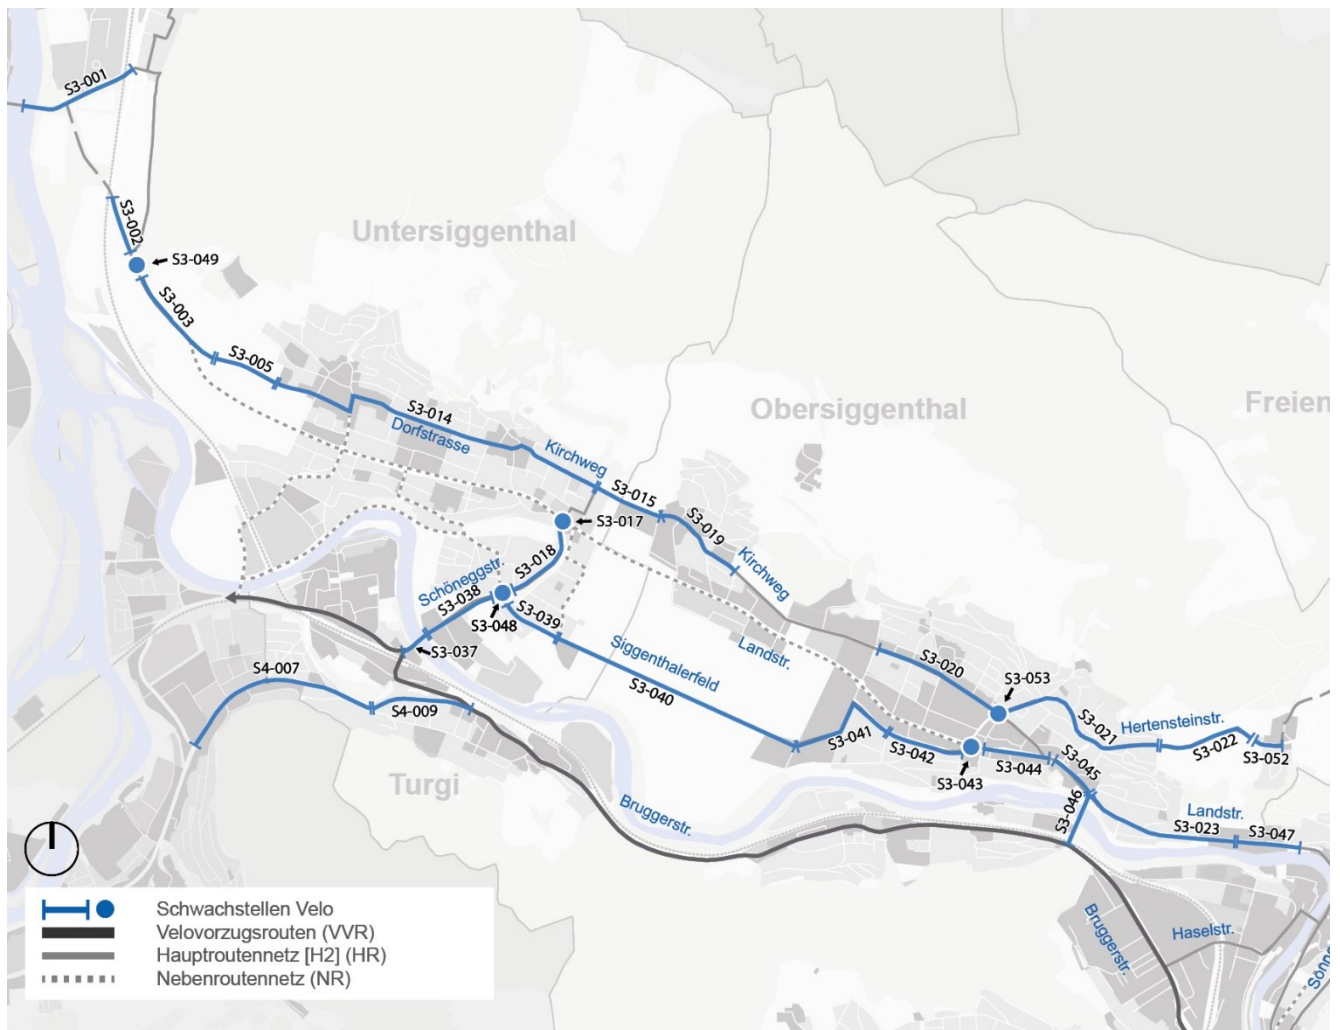 S3-001
S3-002
Untersiggenthal
S3-049
S3-003
S3-005
S3-014
Dorfstrasse
Obersiggenthal
Freien
Kirchweg
S3-015
S3-017
S3-019
S3-018
Kirchweg
Schöneggstr.
S3-038
S3-048
S3-039
S3-037
Siggenthalerfeld
S3-040
Landstr.
S3-020
S3-053
S4-007
S4-009
S3-021
Hertensteinstr.
S3-022
S3-052
S3-041
S3-042
S3-043
S3-044
S3-045
S3-046
Turgi
Bruggerstr.
Landstr.
S3-023
S3-047
Bruggerstr.
Haselstr.
Schwachstellen Velo
Velovorzugsrouten (VVR)
Hauptroutennetz [H2] (HR)
Nebenroutennetz (NR)